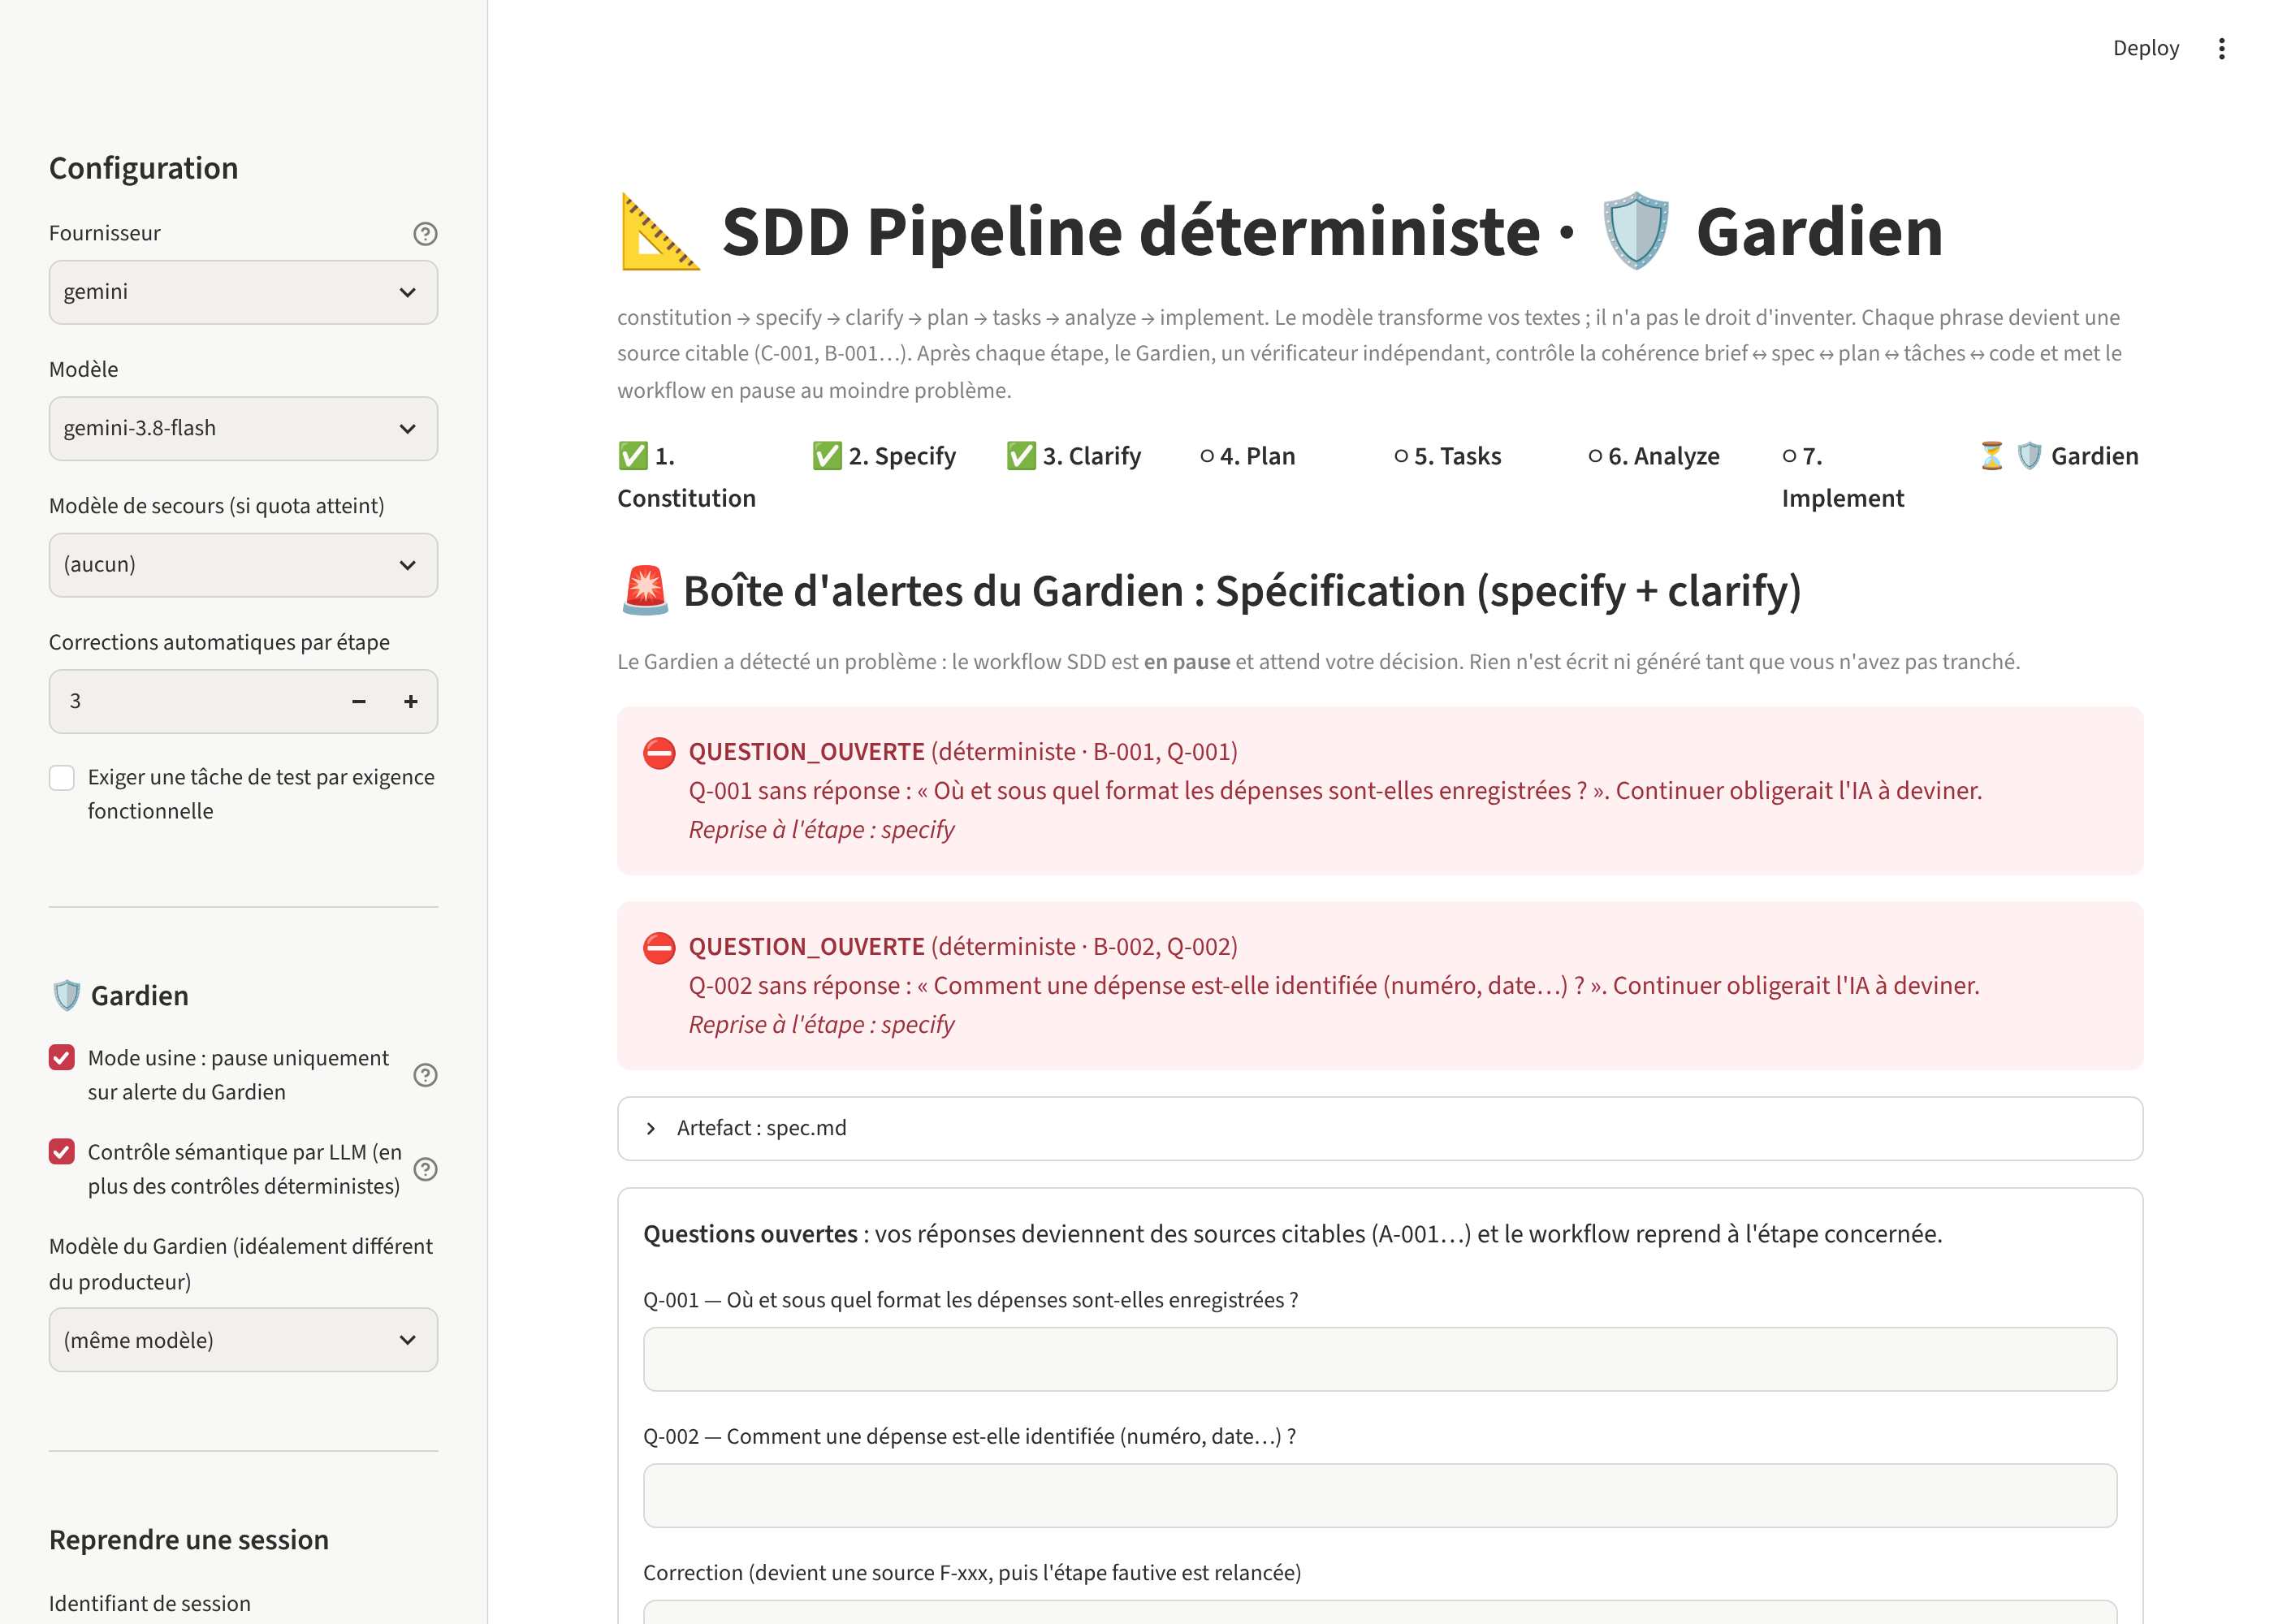 Deploy
Configuration
Fournisseur
gemini
Modèle
gemini-3.8-flash
Modèle de secours (si quota atteint)
(aucun)
Corrections automatiques par étape
3
Exiger une tâche de test par exigence
fonctionnelle
🛡️ Gardien
Mode usine : pause uniquement
sur alerte du Gardien
Contrôle sémantique par LLM (en
plus des contrôles déterministes)
Modèle du Gardien (idéalement différent
du producteur)
(même modèle)
Reprendre une session
Identifiant de session
📐 SDD Pipeline déterministe · 🛡️ Gardien
constitution → specify → clarify → plan → tasks → analyze → implement. Le modèle transforme vos textes ; il n'a pas le droit d'inventer. Chaque phrase devient une
source citable (C-001, B-001…). Après chaque étape, le Gardien, un vérificateur indépendant, contrôle la cohérence brief ↔ spec ↔ plan ↔ tâches ↔ code et met le
workflow en pause au moindre problème.
✅ 1.
Constitution
✅ 2. Specify
✅ 3. Clarify
○ 4. Plan
○ 5. Tasks
○ 6. Analyze
○ 7.
Implement
⏳ 🛡️ Gardien
🚨 Boîte d'alertes du Gardien : Spécification (specify + clarify)
Le Gardien a détecté un problème : le workflow SDD est en pause et attend votre décision. Rien n'est écrit ni généré tant que vous n'avez pas tranché.
⛔ QUESTION_OUVERTE (déterministe · B-001, Q-001)
Q-001 sans réponse : « Où et sous quel format les dépenses sont-elles enregistrées ? ». Continuer obligerait l'IA à deviner.
Reprise à l'étape : specify
⛔ QUESTION_OUVERTE (déterministe · B-002, Q-002)
Q-002 sans réponse : « Comment une dépense est-elle identifiée (numéro, date…) ? ». Continuer obligerait l'IA à deviner.
Reprise à l'étape : specify
Artefact : spec.md
Questions ouvertes : vos réponses deviennent des sources citables (A-001…) et le workflow reprend à l'étape concernée.
Q-001 — Où et sous quel format les dépenses sont-elles enregistrées ?
Q-002 — Comment une dépense est-elle identifiée (numéro, date…) ?
Correction (devient une source F-xxx, puis l'étape fautive est relancée)